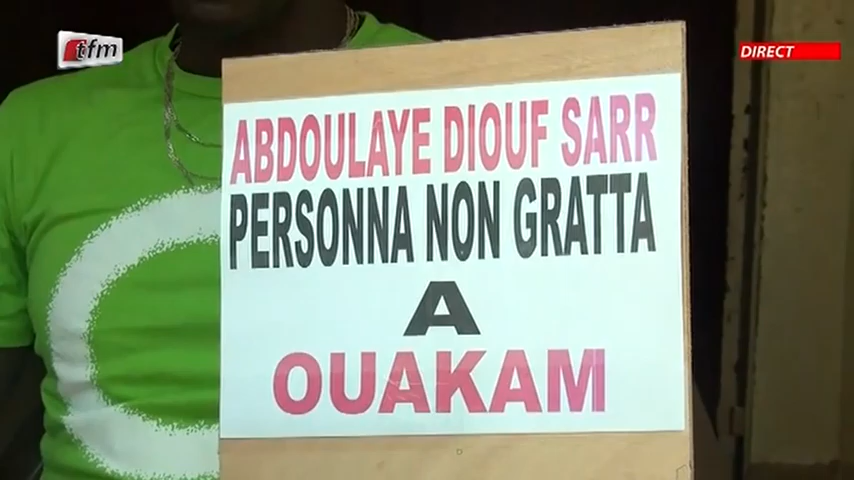 tfm
DIRECT
ABDOULAYE DIOUF SARR
PERSONNA NON GRATTA
A
OUAKAM